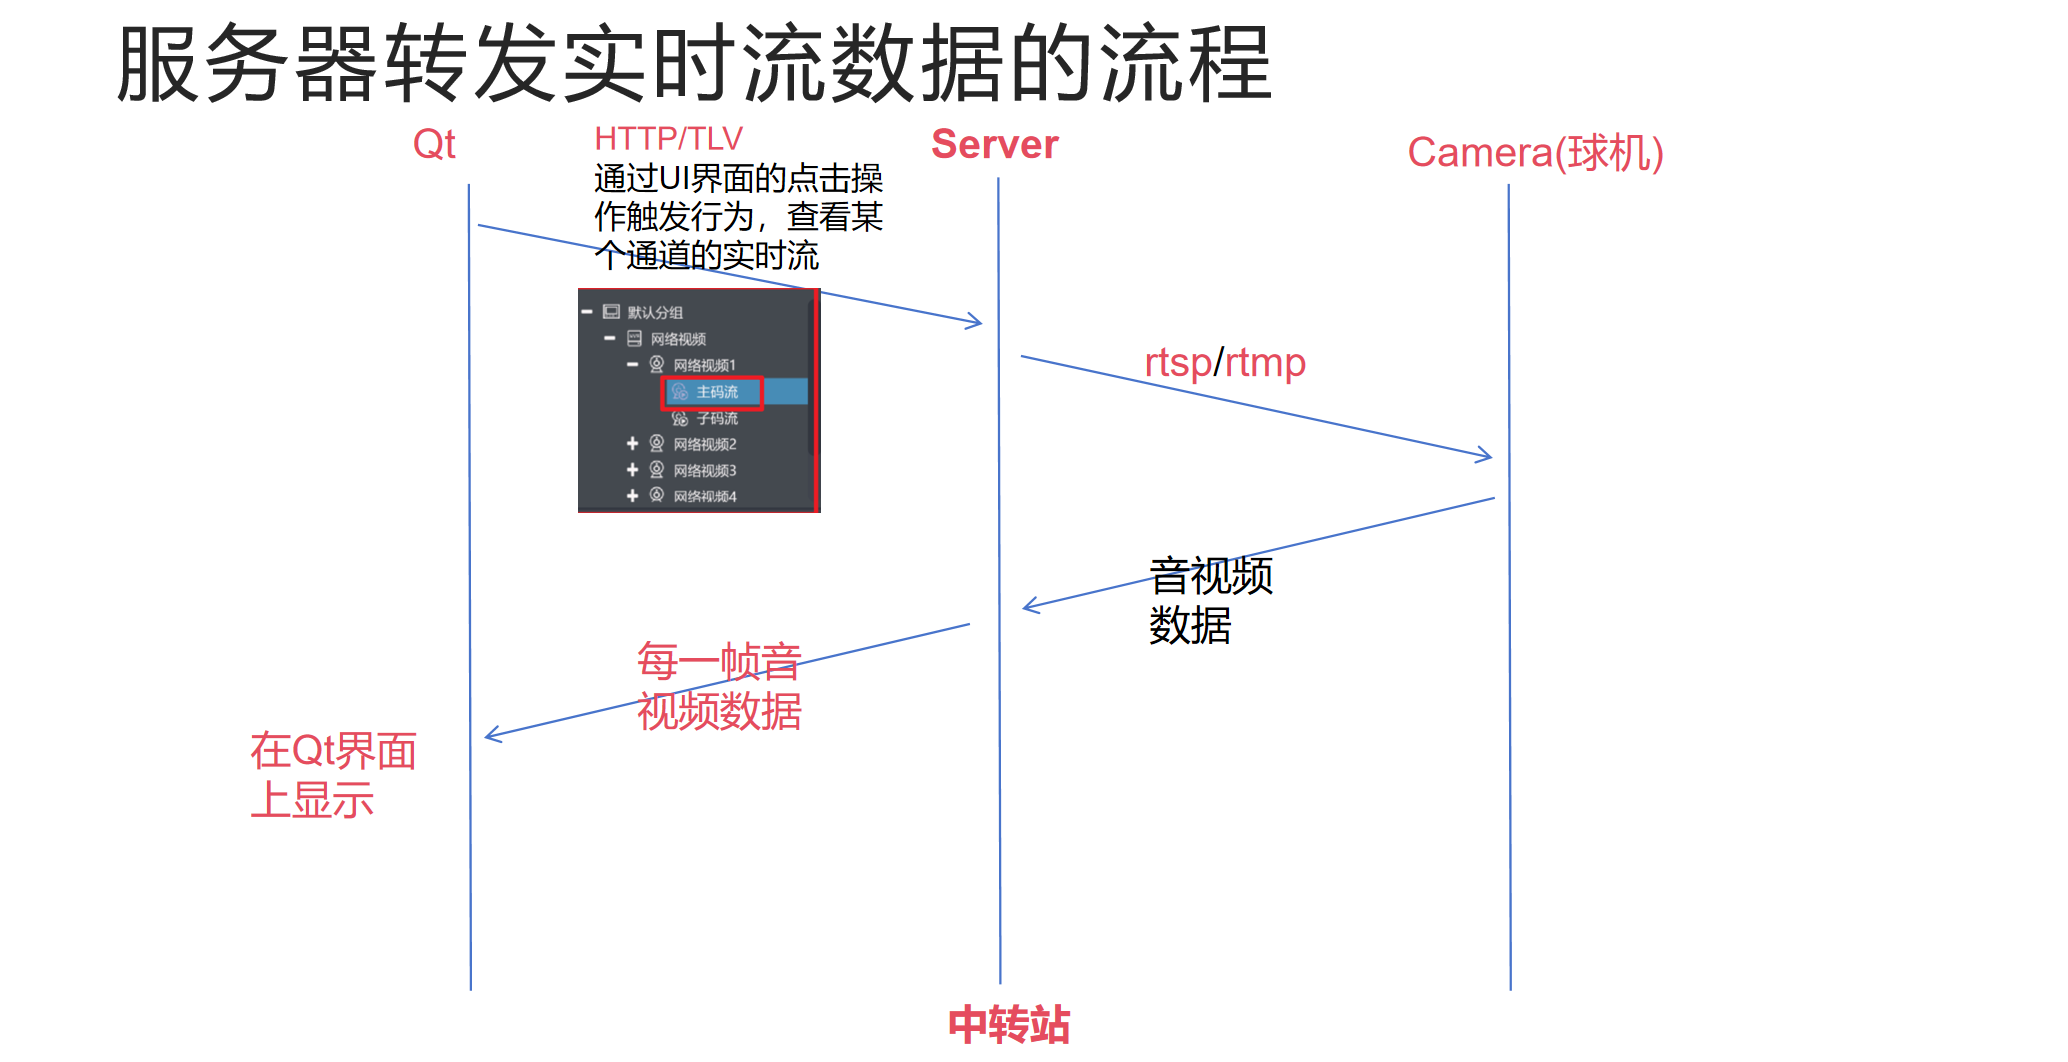 服务器转发实时流数据的流程
Qt
HTTP/TLV
通过UI界面的点击操
作触发行为，查看某
个通道的实时流
Server
Camera(球机)
默认分组
网络视频
网络视频1
主码流
子码流
网络视频2
网络视频3
网络视频4
rtsp/rtmp
音视频
数据
每一帧音
视频数据
在Qt界面
上显示
中转站